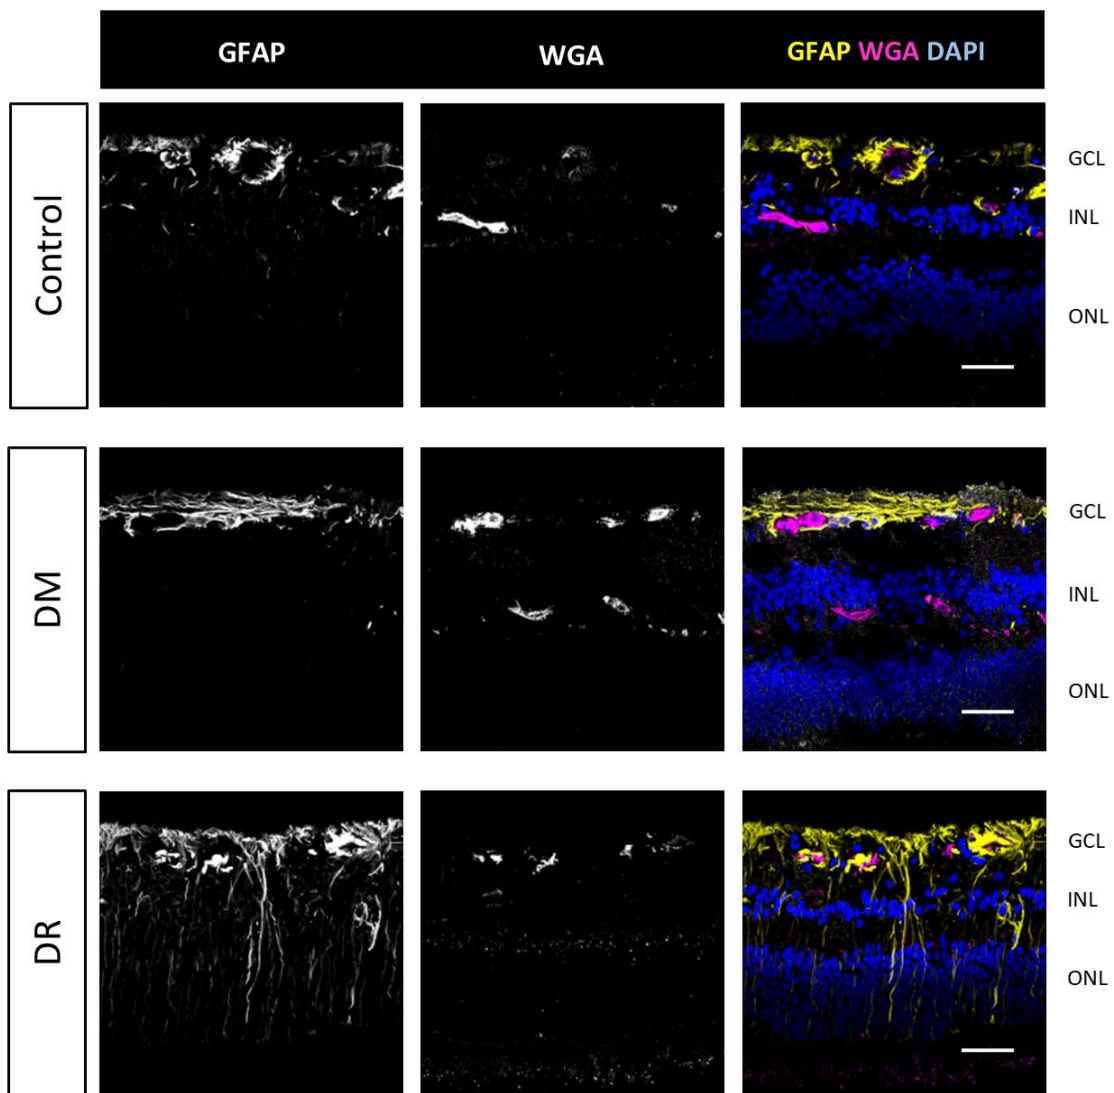 GFAP WGA GFAP WGA DAPI
Control
GCL
INL
ONL
DM
GCL
INL
ONL
DR
GCL
INL
ONL